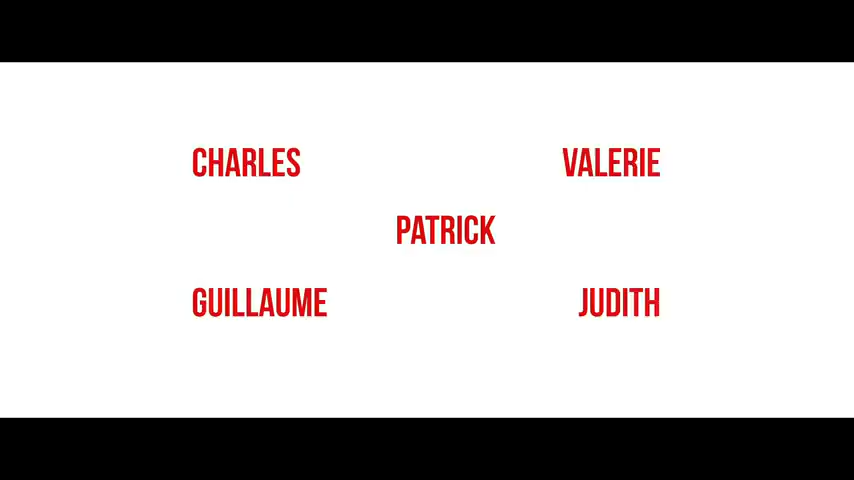 CHARLES
VALERIE
PATRICK
GUILLAUME
JUDITH